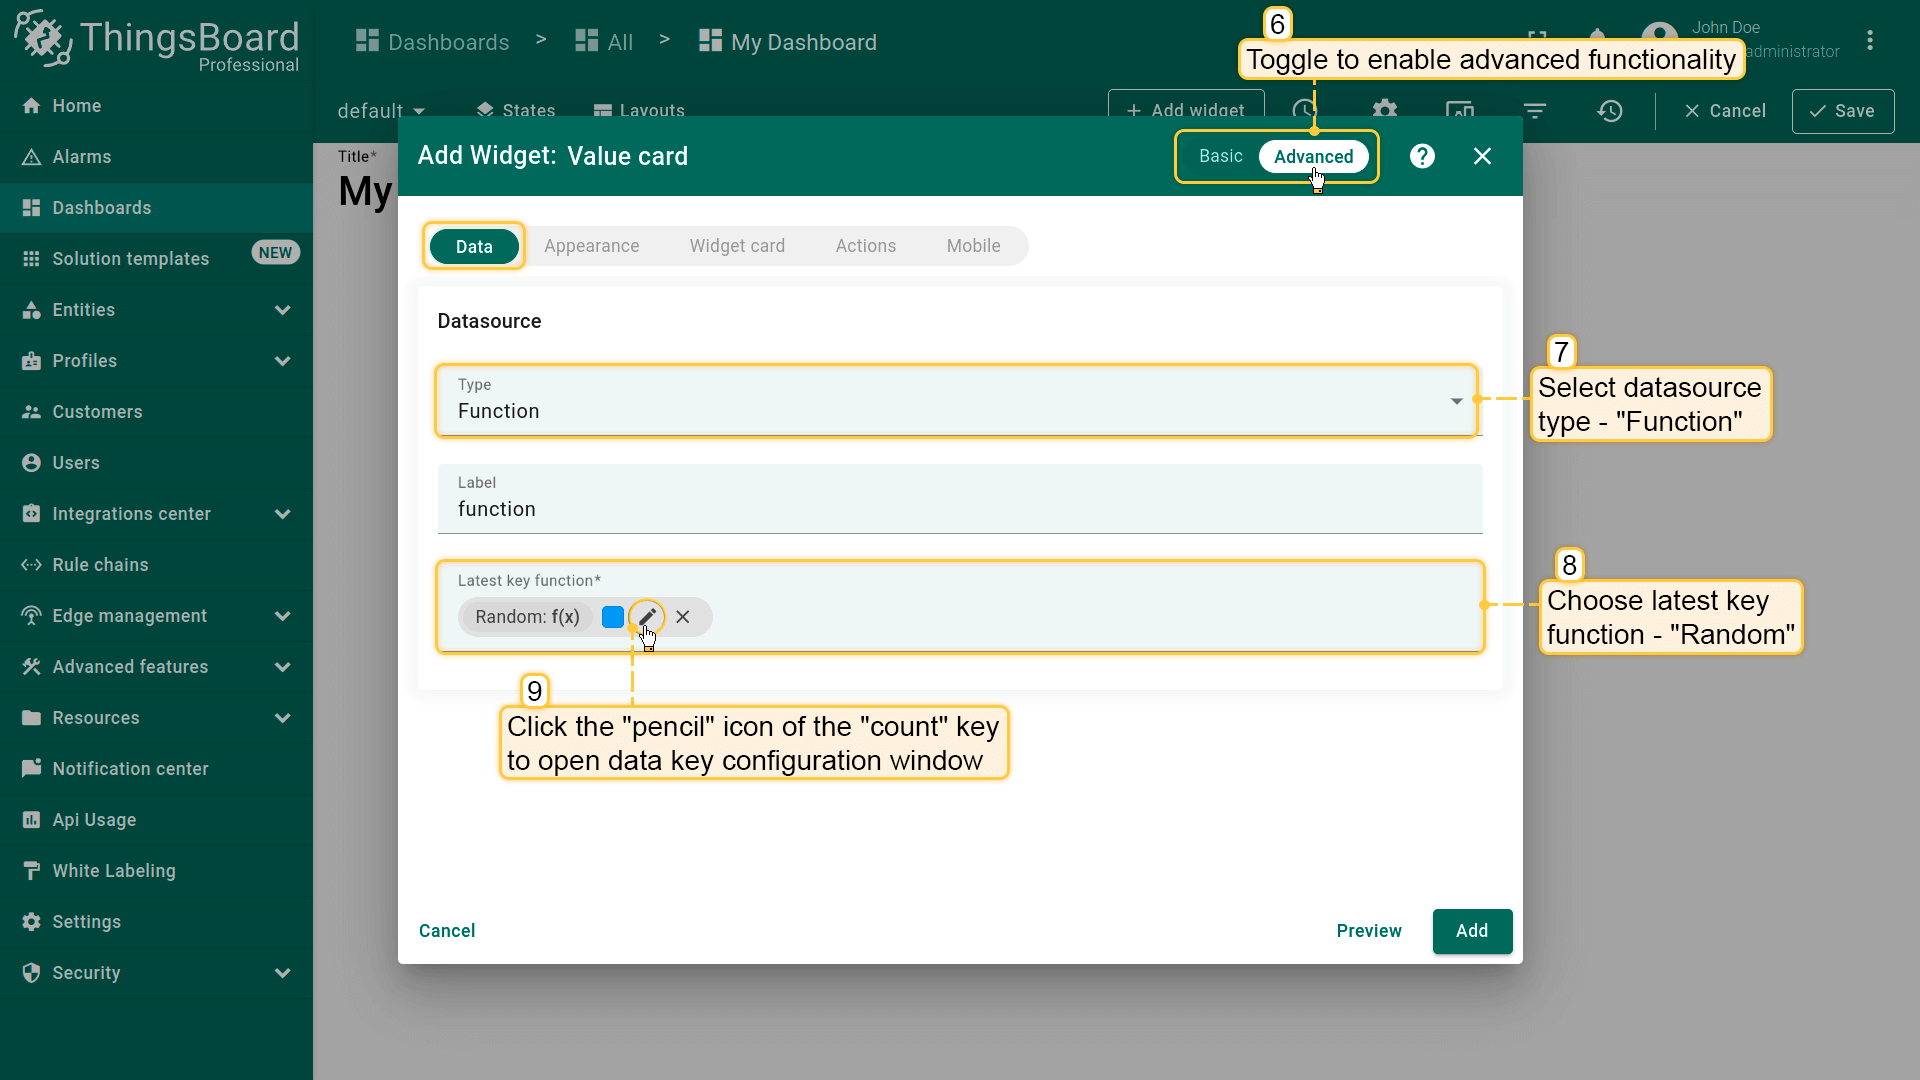 ThingsBoard
Professional
Dashboards > All > My Dashboard
John Doe
administrator
6
Toggle to enable advanced functionality
default States Layouts
+ Add widget
Cancel Save
Home
Alarms
Dashboards
Solution templates NEW
Entities
Profiles
Customers
Users
Integrations center
Rule chains
Edge management
Advanced features
Resources
Notification center
Api Usage
White Labeling
Settings
Security
Title*
My
Add Widget: Value card
Basic Advanced
Data Appearance Widget card Actions Mobile
Datasource
Type
Function
7
Select datasource
type - "Function"
Label
function
Latest key function*
Random: f(x)
8
Choose latest key
function - "Random"
9
Click the "pencil" icon of the "count" key
to open data key configuration window
Cancel Preview Add